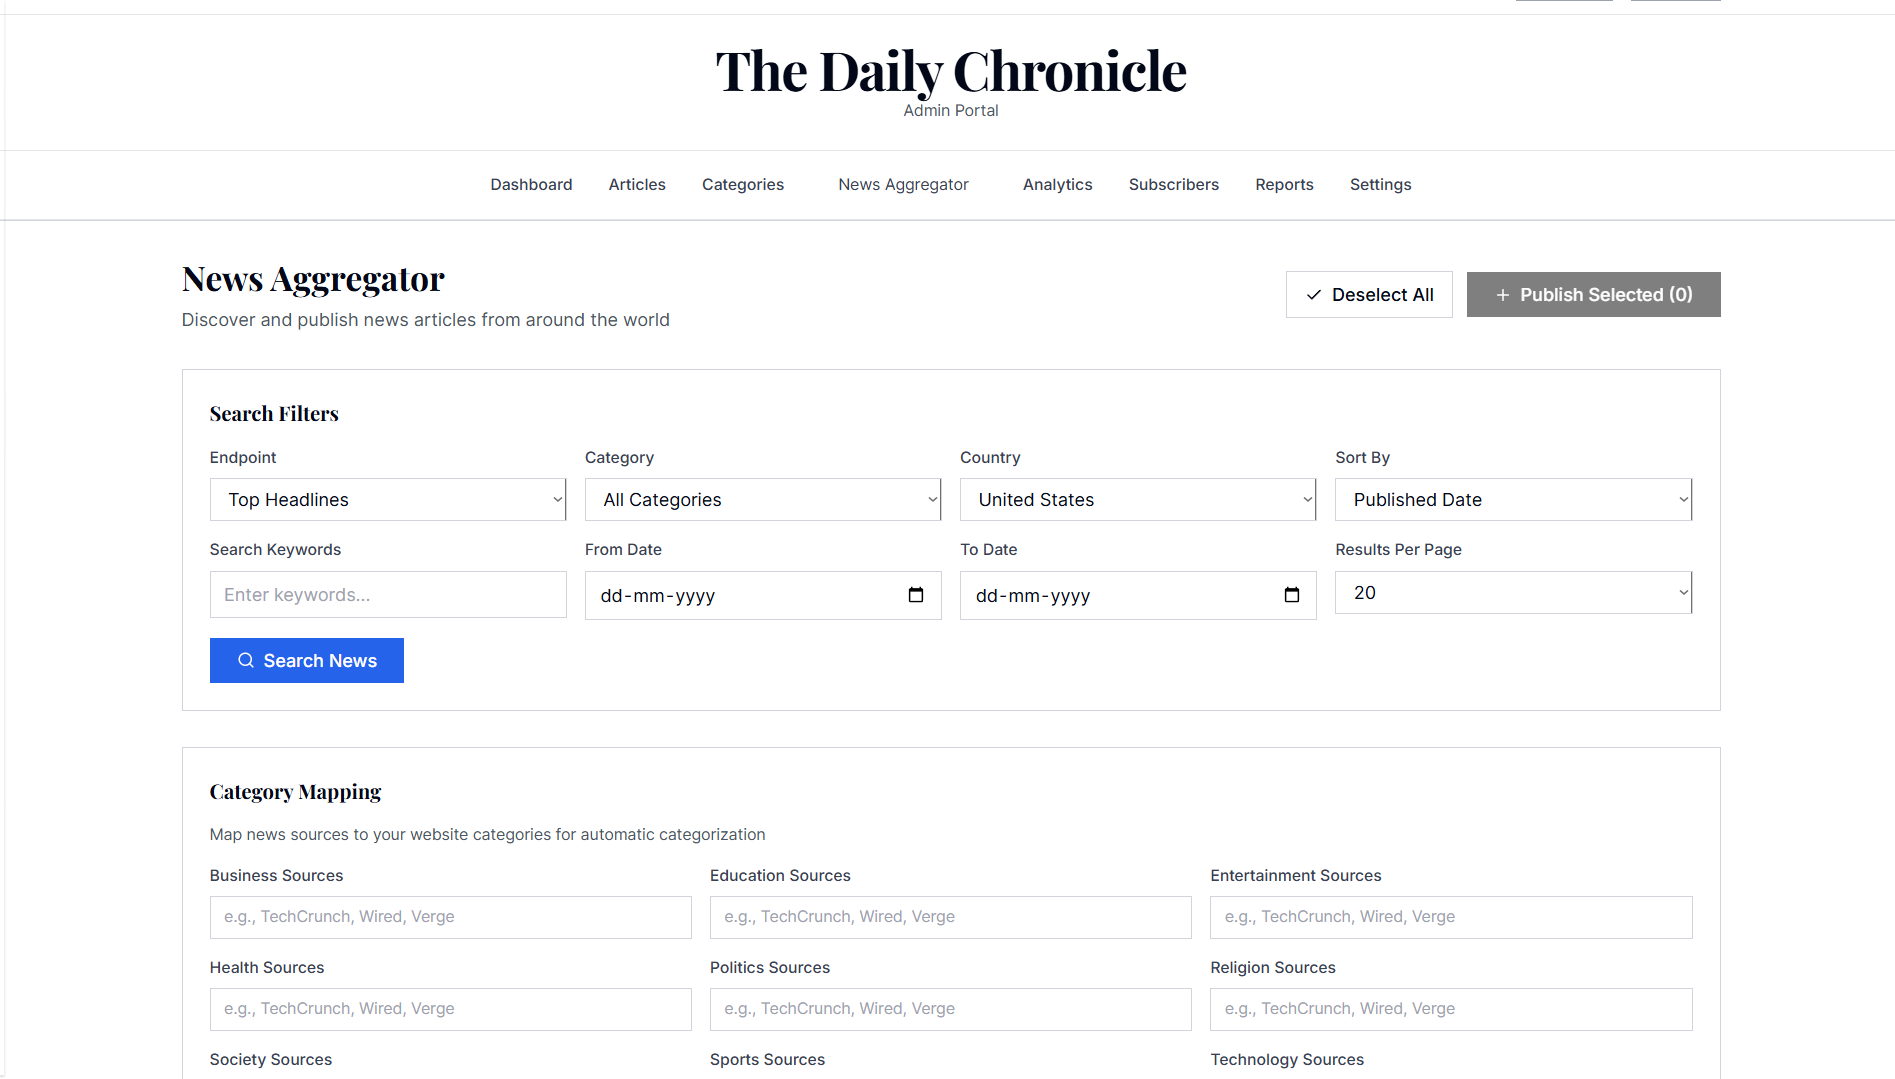 The Daily Chronicle
Admin Portal
Dashboard Articles Categories News Aggregator Analytics Subscribers Reports Settings
News Aggregator
Discover and publish news articles from around the world
Deselect All
Publish Selected (0)
Search Filters
Endpoint Category Country Sort By
Top Headlines All Categories United States Published Date
Search Keywords From Date To Date Results Per Page
Enter keywords... dd-mm-yyyy dd-mm-yyyy 20
Search News
Category Mapping
Map news sources to your website categories for automatic categorization
Business Sources Education Sources Entertainment Sources
e.g., TechCrunch, Wired, Verge e.g., TechCrunch, Wired, Verge e.g., TechCrunch, Wired, Verge
Health Sources Politics Sources Religion Sources
e.g., TechCrunch, Wired, Verge e.g., TechCrunch, Wired, Verge e.g., TechCrunch, Wired, Verge
Society Sources Sports Sources Technology Sources